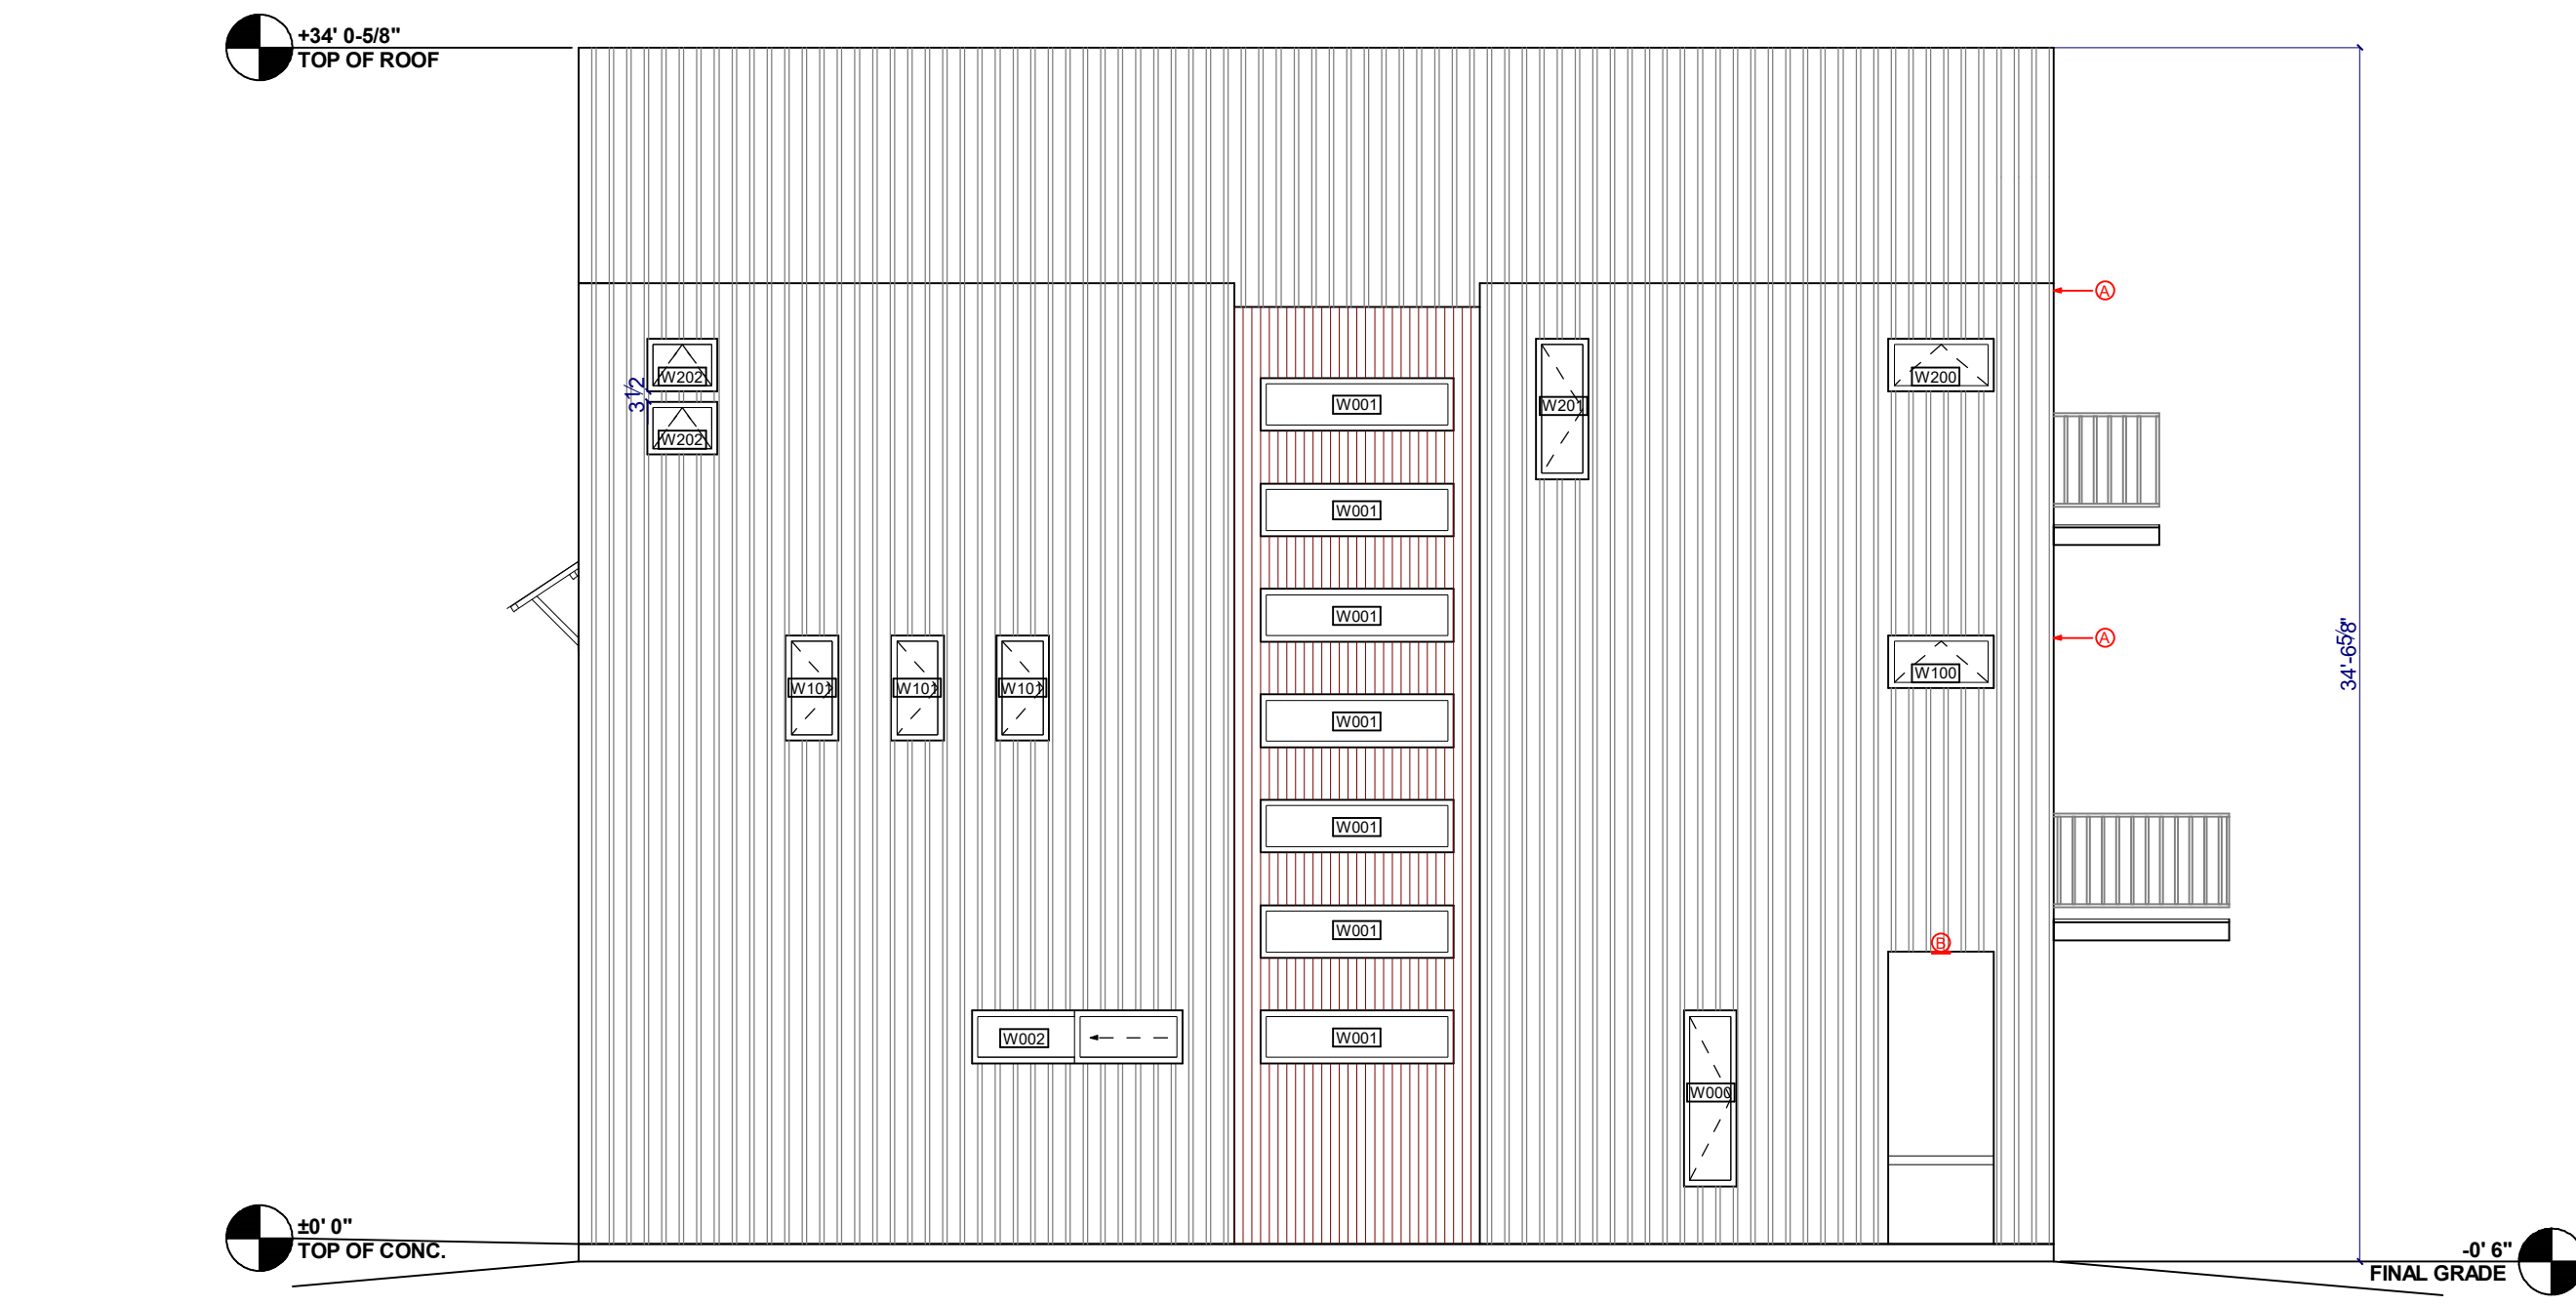 +34' 0-5/8"
TOP OF ROOF
A
W202
W200
3 1/2
W001
W201
W202
W001
W001
A
34'-6 5/8"
W101
W101
W101
W100
W001
W001
W001
B
W002
W001
W000
±0' 0"
TOP OF CONC.
-0' 6"
FINAL GRADE